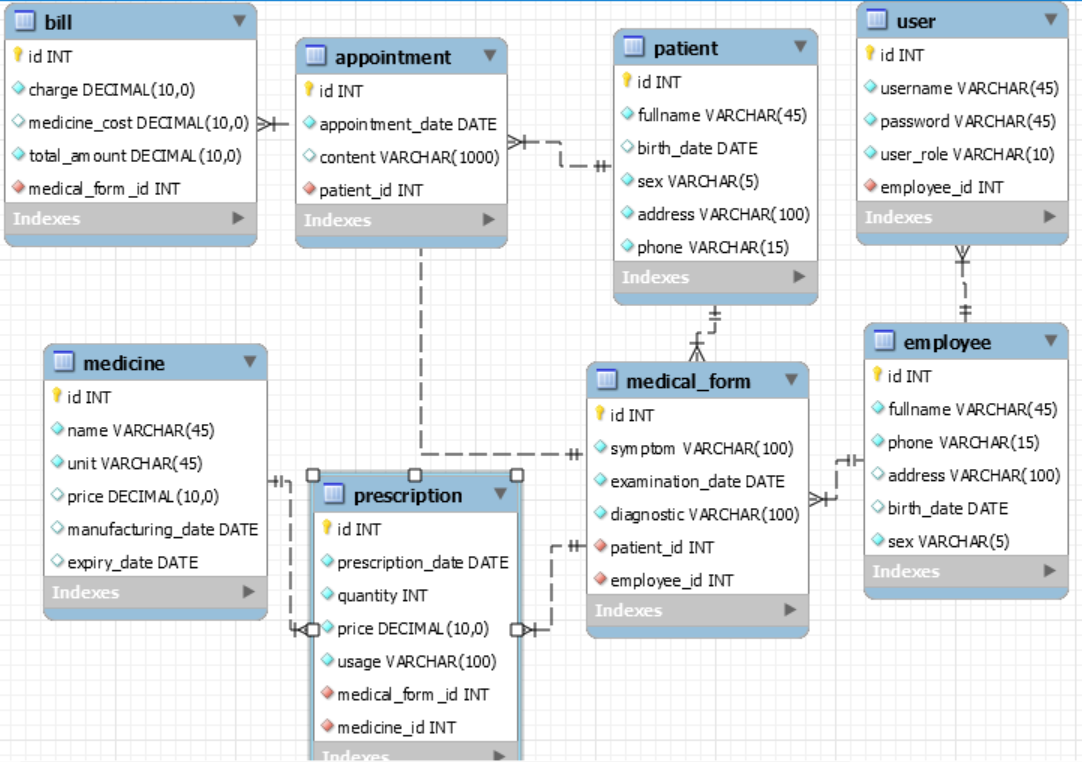 bill
id INT
charge DECIMAL(10,0)
medicine_cost DECIMAL(10,0)
total_amount DECIMAL(10,0)
medical_form_id INT
Indexes
appointment
id INT
appointment_date DATE
content VARCHAR(1000)
patient_id INT
Indexes
patient
id INT
fullname VARCHAR(45)
birth_date DATE
sex VARCHAR(5)
address VARCHAR(100)
phone VARCHAR(15)
Indexes
user
id INT
username VARCHAR(45)
password VARCHAR(45)
user_role VARCHAR(10)
employee_id INT
Indexes
medicine
id INT
name VARCHAR(45)
unit VARCHAR(45)
price DECIMAL(10,0)
manufacturing_date DATE
expiry_date DATE
Indexes
prescription
id INT
prescription_date DATE
quantity INT
price DECIMAL(10,0)
usage VARCHAR(100)
medical_form_id INT
medicine_id INT
Indexes
medical_form
id INT
symptom VARCHAR(100)
examination_date DATE
diagnostic VARCHAR(100)
patient_id INT
employee_id INT
Indexes
employee
id INT
fullname VARCHAR(45)
phone VARCHAR(15)
address VARCHAR(100)
birth_date DATE
sex VARCHAR(5)
Indexes